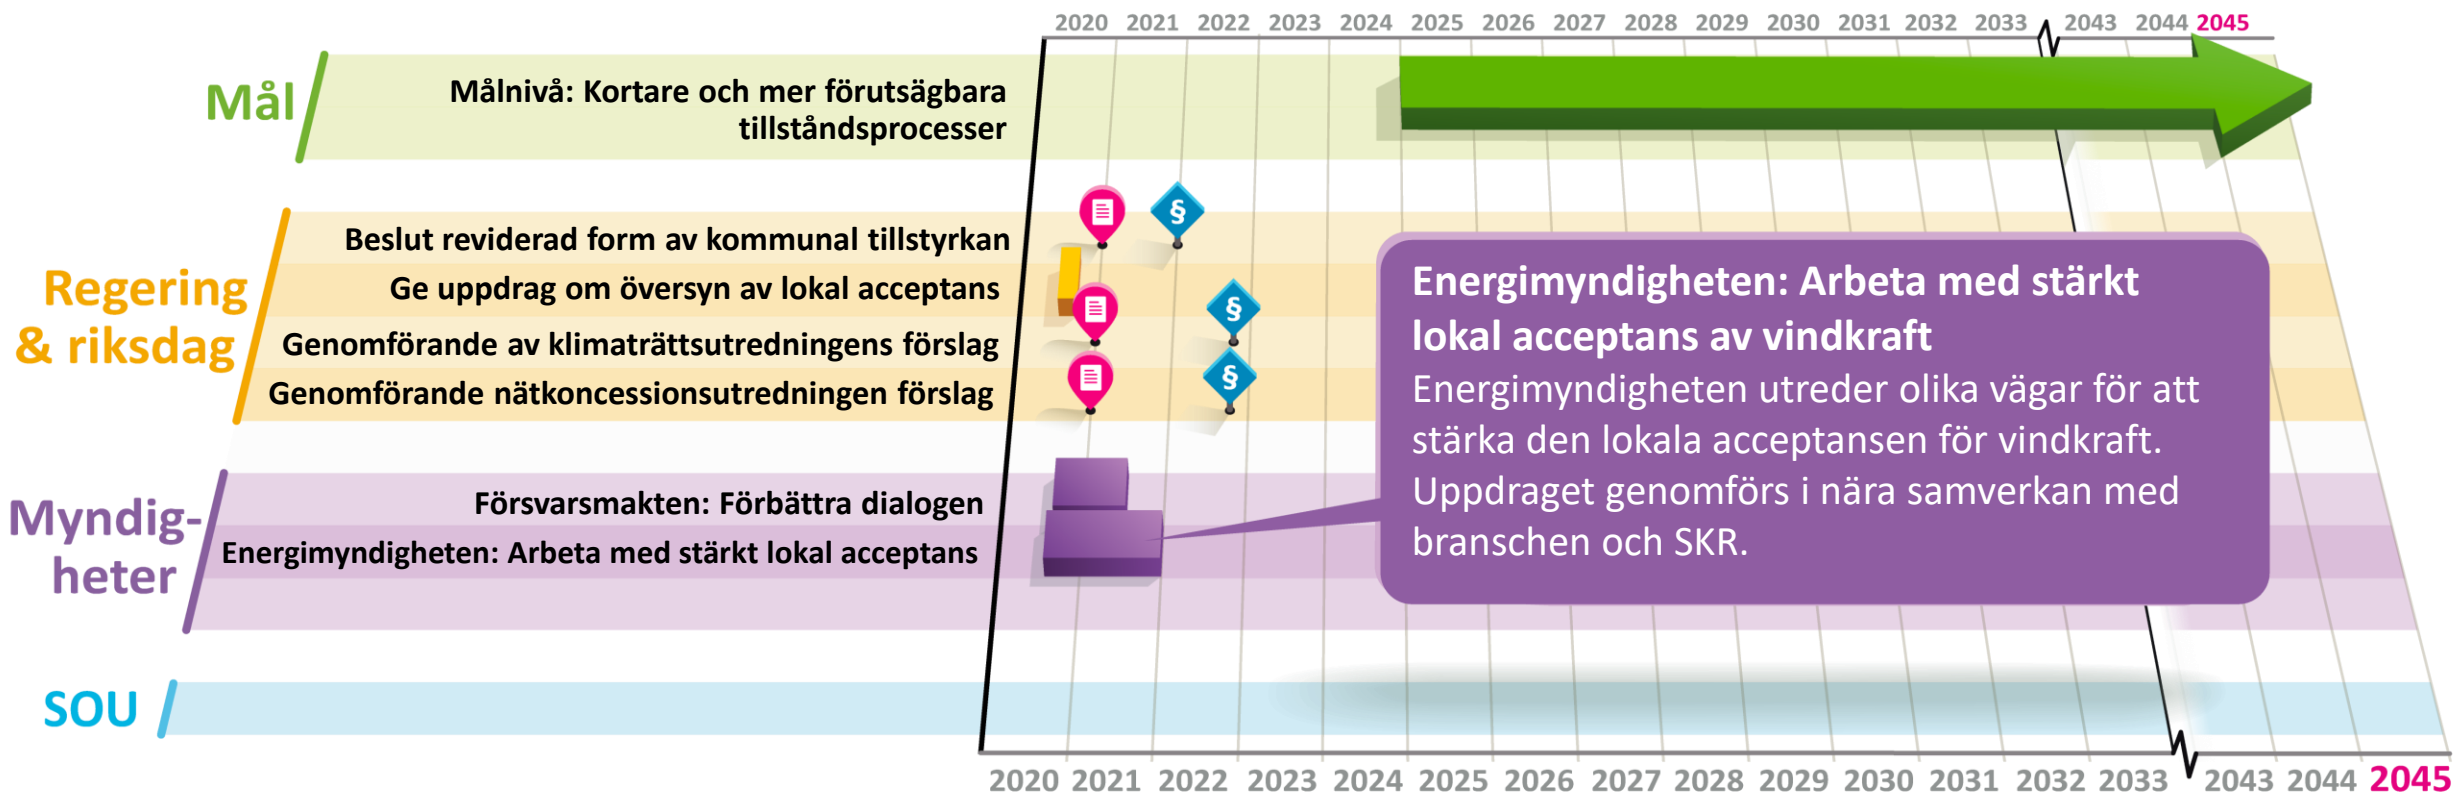 2020 2021 2022 2023 2024 2025 2026 2027 2028 2029 2030 2031 2032 2033 2043 2044 2045
Mål
Målnivå: Kortare och mer förutsägbara
tillståndsprocesser
Regering
& riksdag
Beslut reviderad form av kommunal tillstyrkan
Ge uppdrag om översyn av lokal acceptans
Genomförande av klimaträttsutredningens förslag
Genomförande nätkoncessionsutredningen förslag
§
§
§
Energimyndigheten: Arbeta med stärkt
lokal acceptans av vindkraft
Energimyndigheten utreder olika vägar för att
stärka den lokala acceptansen för vindkraft.
Uppdraget genomförs i nära samverkan med
branschen och SKR.
Myndig-
heter
Försvarsmakten: Förbättra dialogen
Energimyndigheten: Arbeta med stärkt lokal acceptans
SOU
2020 2021 2022 2023 2024 2025 2026 2027 2028 2029 2030 2031 2032 2033 2043 2044 2045